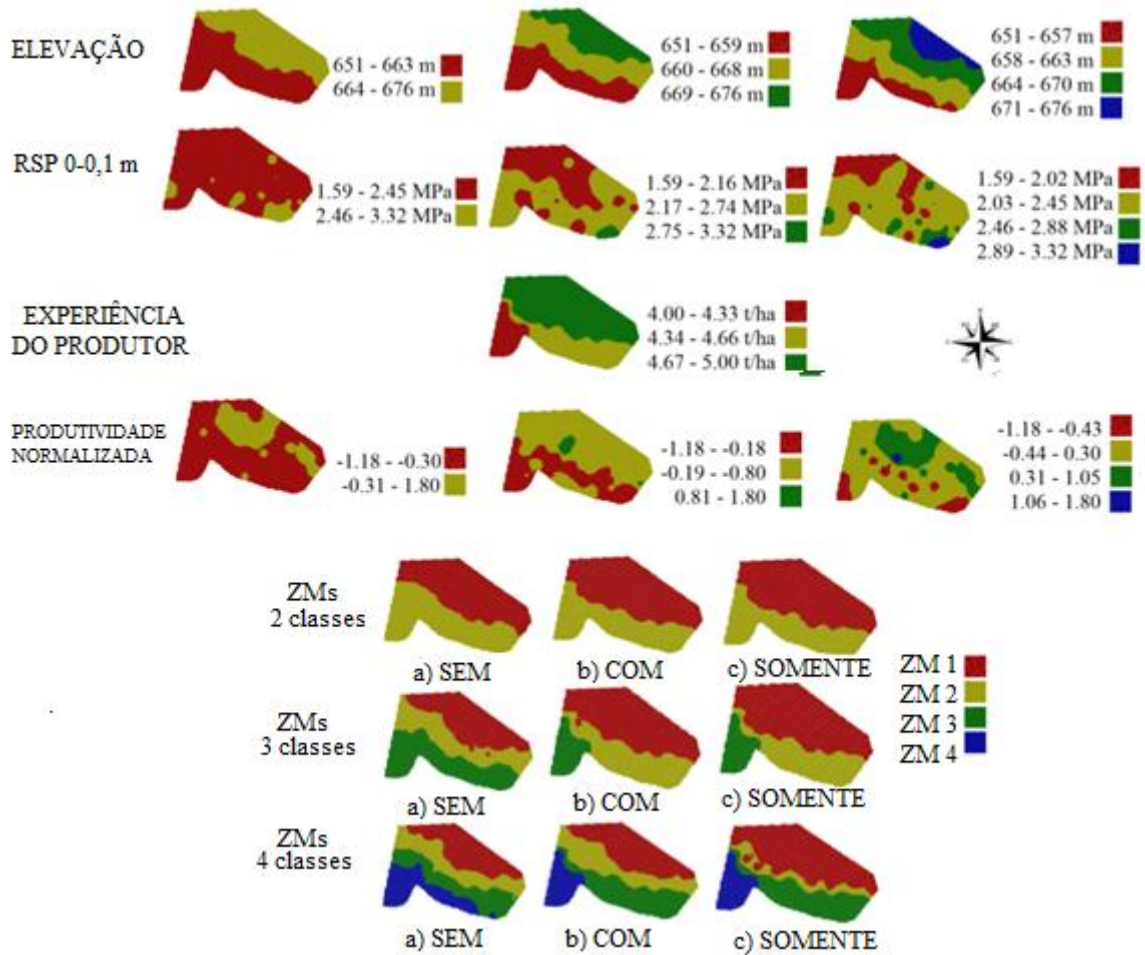 ELEVAÇÃO
651 - 663 m
664 - 676 m
651 - 659 m
660 - 668 m
669 - 676 m
651 - 657 m
658 - 663 m
664 - 670 m
671 - 676 m
RSP 0-0,1 m
1.59 - 2.45 MPa
2.46 - 3.32 MPa
1.59 - 2.16 MPa
2.17 - 2.74 MPa
2.75 - 3.32 MPa
1.59 - 2.02 MPa
2.03 - 2.45 MPa
2.46 - 2.88 MPa
2.89 - 3.32 MPa
EXPERIÊNCIA
DO PRODUTOR
4.00 - 4.33 t/ha
4.34 - 4.66 t/ha
4.67 - 5.00 t/ha
PRODUTIVIDADE
NORMALIZADA
-1.18 - -0.30
-0.31 - 1.80
-1.18 - -0.18
-0.19 - -0.80
0.81 - 1.80
-1.18 - -0.43
-0.44 - 0.30
0.31 - 1.05
1.06 - 1.80
ZMs
2 classes
a) SEM
b) COM
c) SOMENTE
ZM 1
ZM 2
ZM 3
ZM 4
ZMs
3 classes
a) SEM
b) COM
c) SOMENTE
ZMs
4 classes
a) SEM
b) COM
c) SOMENTE